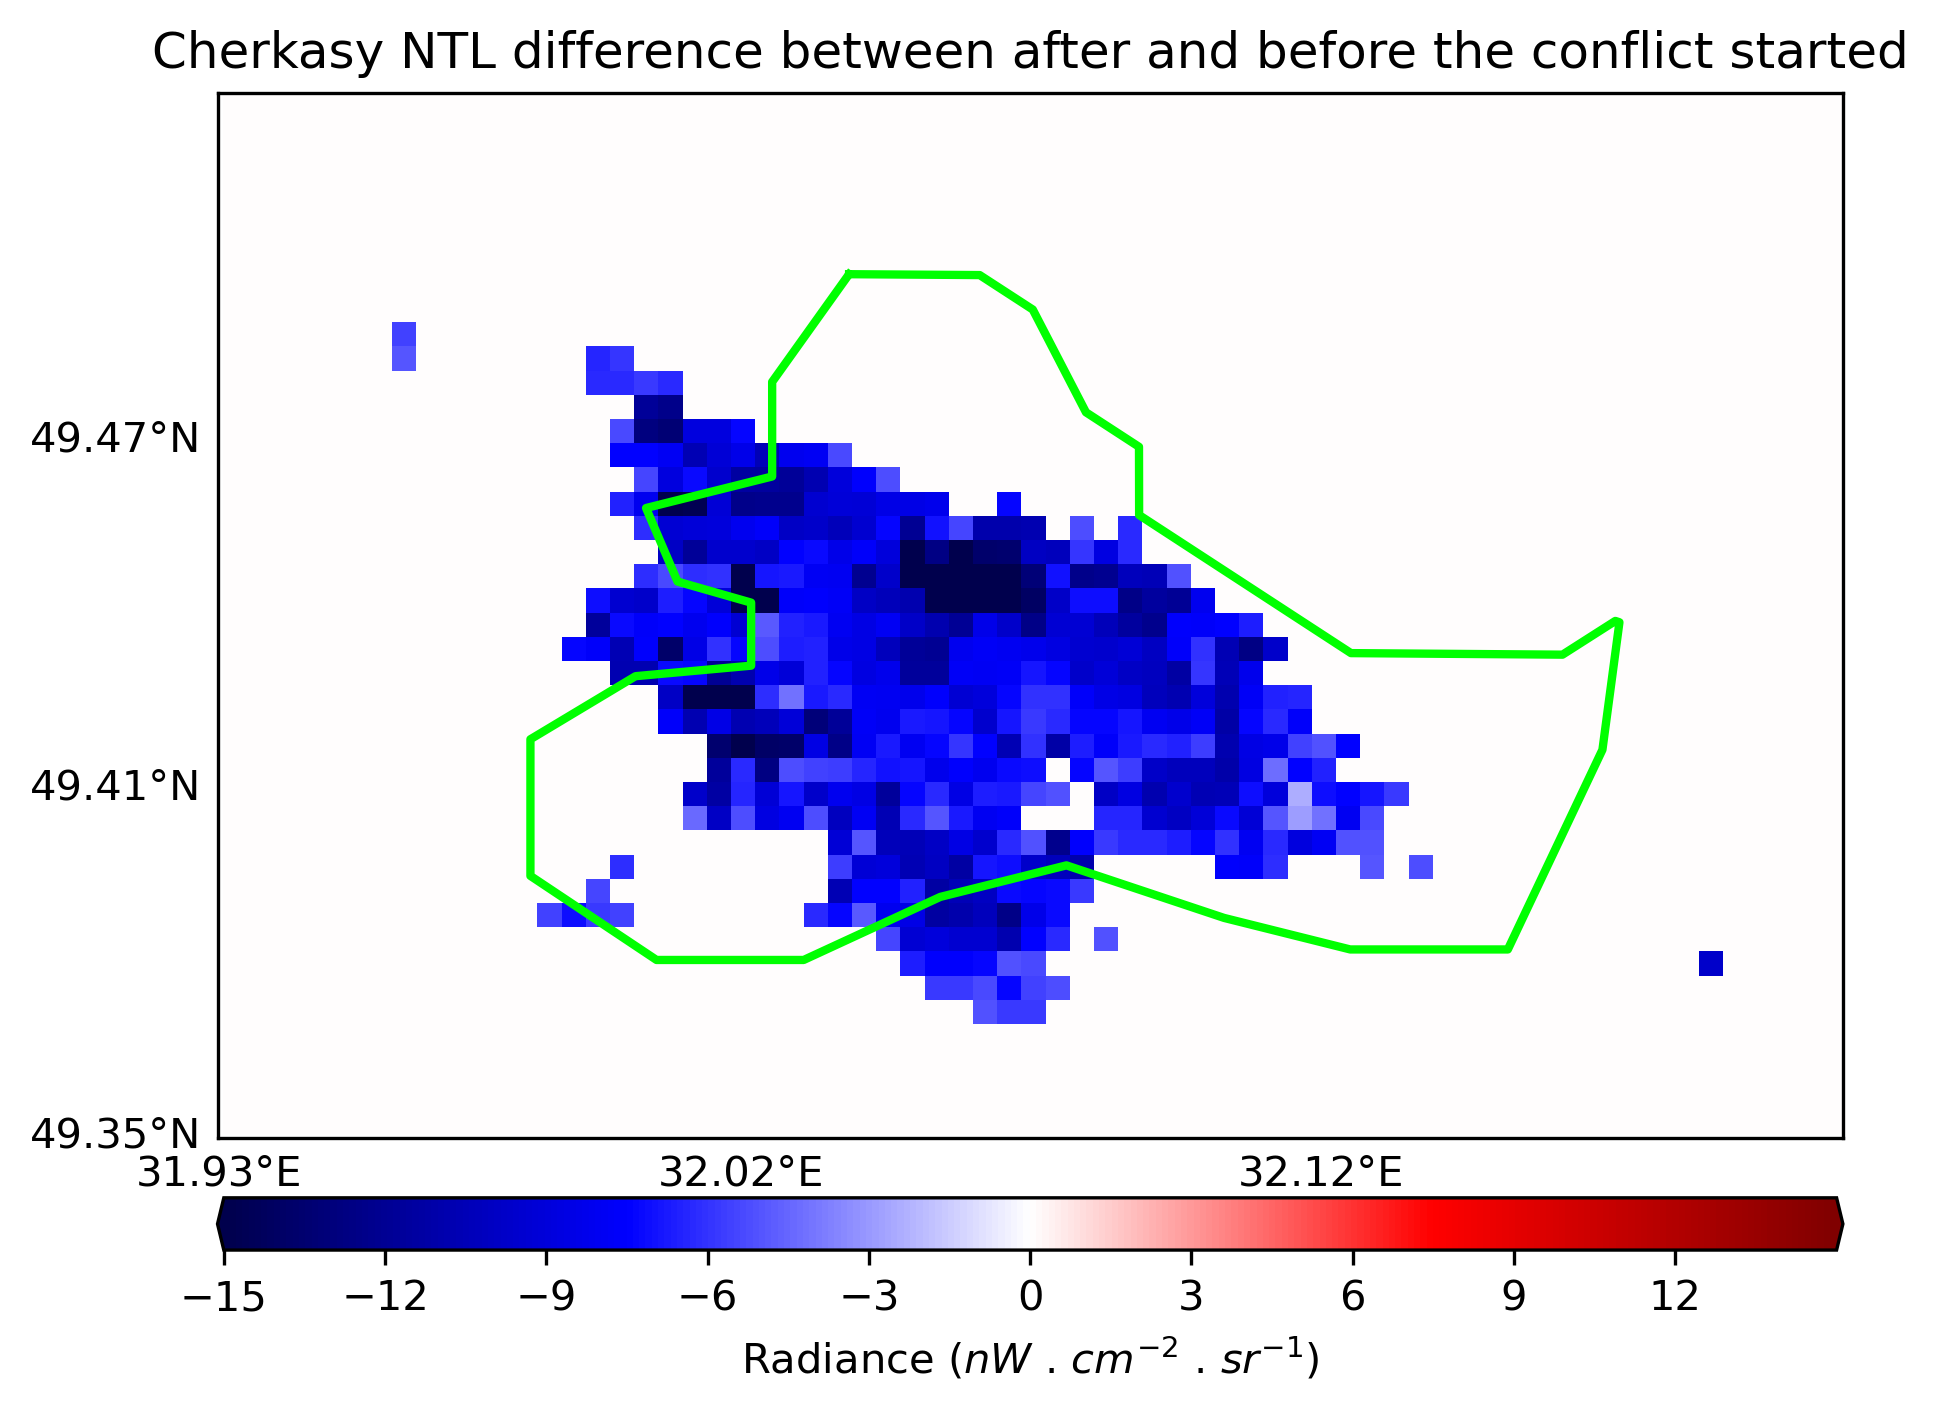 Cherkasy NTL difference between after and before the conflict started
49.47°N
49.41°N
49.35°N
31.93°E 32.02°E 32.12°E
−15 −12 −9 −6 −3 0 3 6 9 12
Radiance (nW . cm⁻² . sr⁻¹)